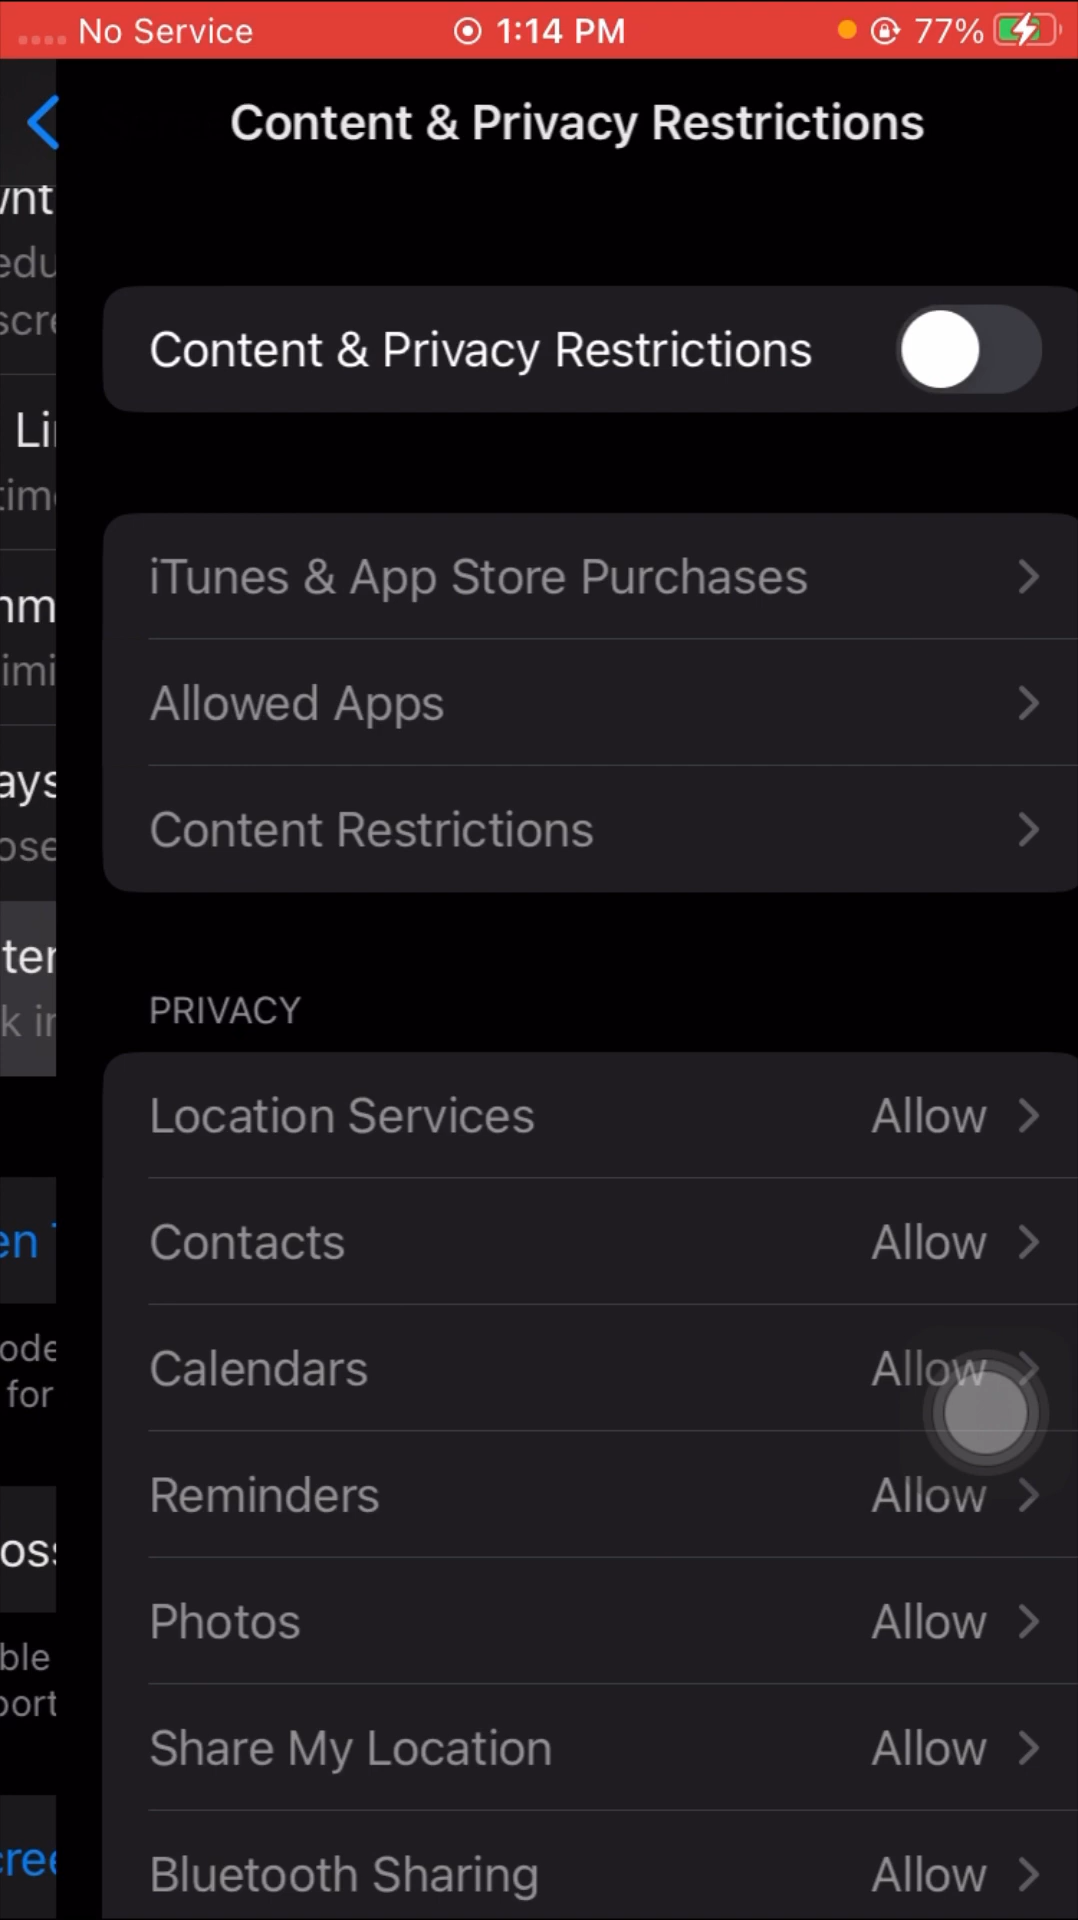 No Service 1:14 PM 77%
Content & Privacy Restrictions
Content & Privacy Restrictions
iTunes & App Store Purchases
Allowed Apps
Content Restrictions
PRIVACY
Location Services Allow
Contacts Allow
Calendars Allow
Reminders Allow
Photos Allow
Share My Location Allow
Bluetooth Sharing Allow